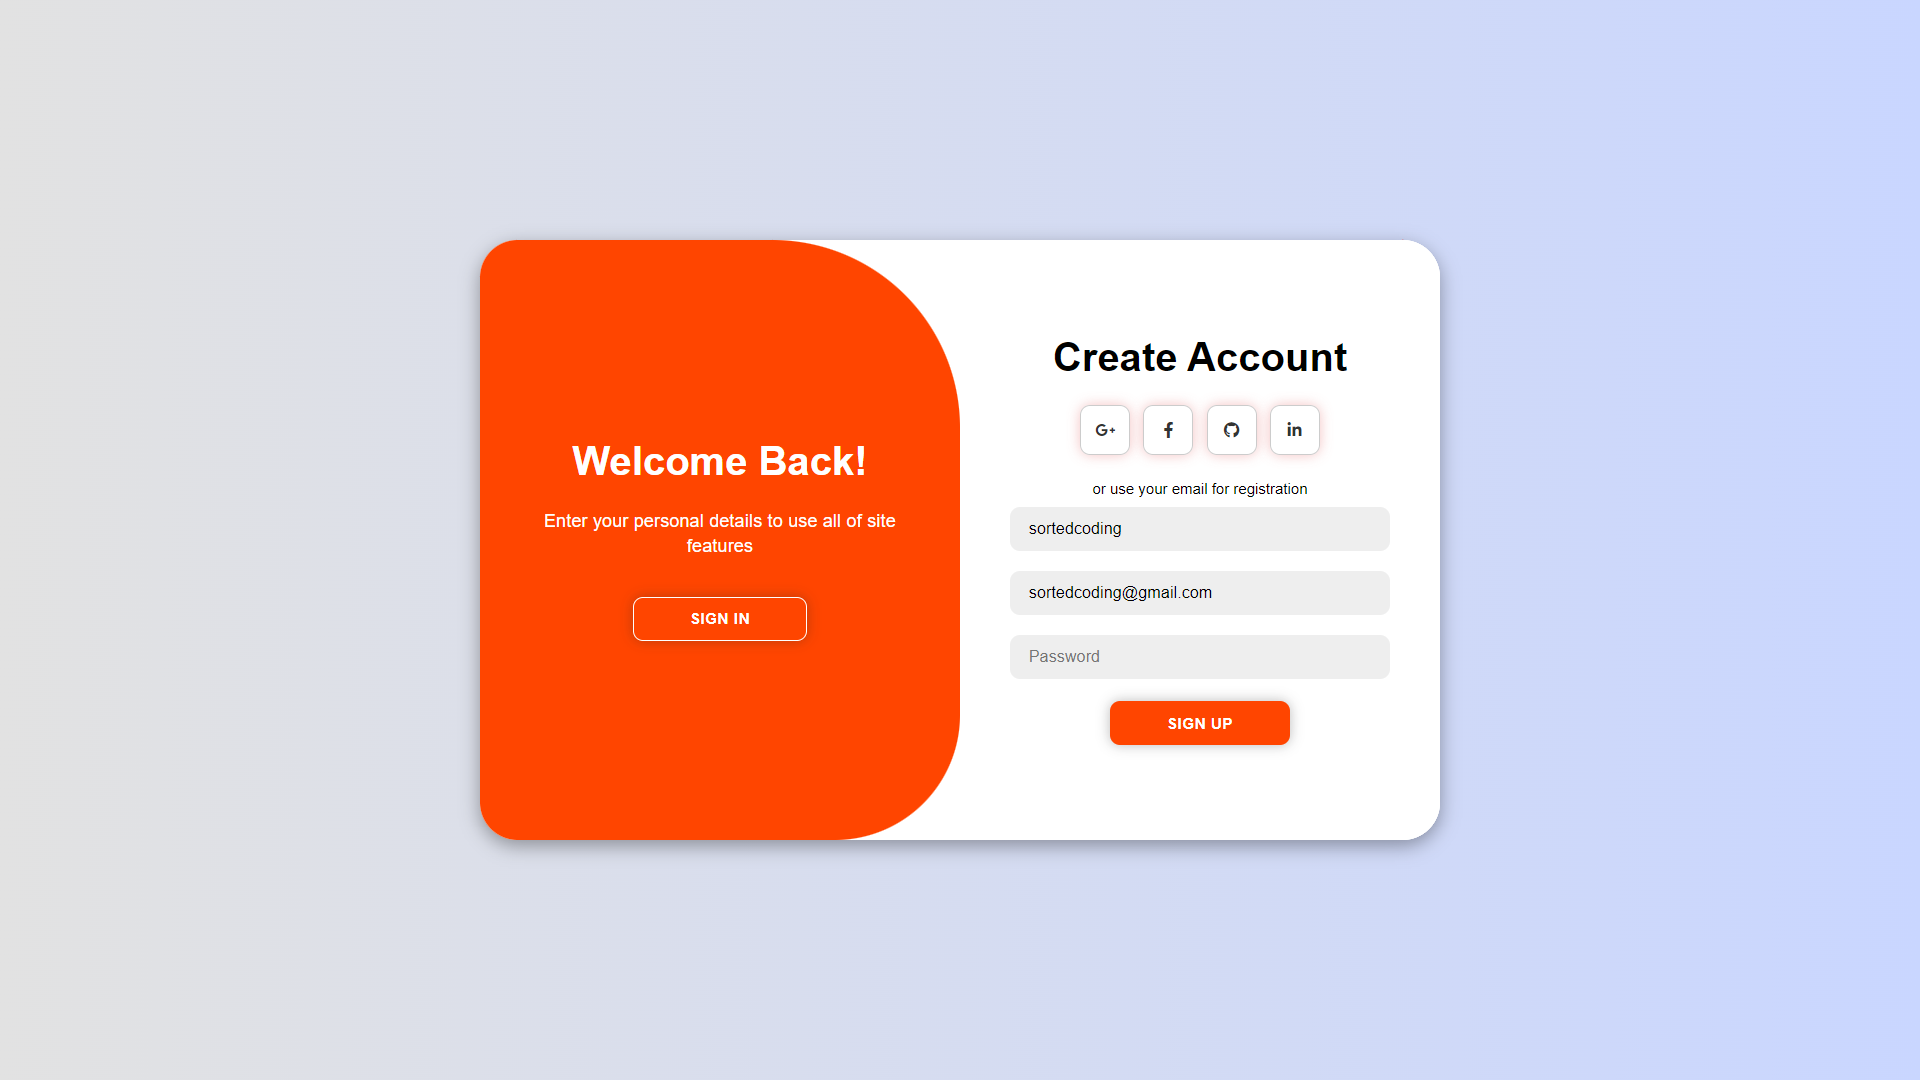 Welcome Back!
Enter your personal details to use all of site
features
SIGN IN
Create Account
G+ f in
or use your email for registration
sortedcoding
sortedcoding@gmail.com
Password
SIGN UP